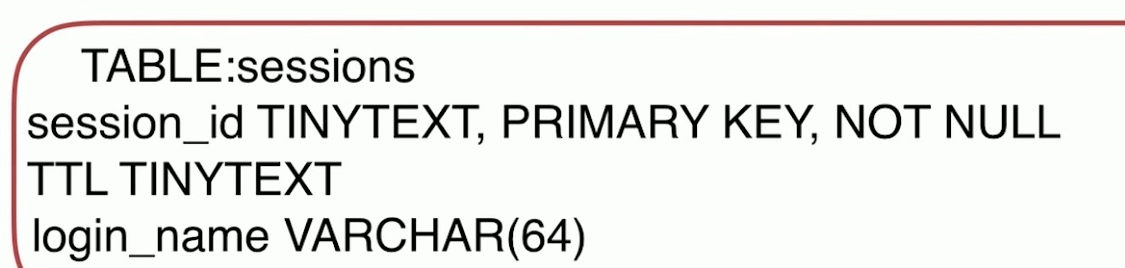 TABLE:sessions
session_id TINYTEXT, PRIMARY KEY, NOT NULL
TTL TINYTEXT
login_name VARCHAR(64)